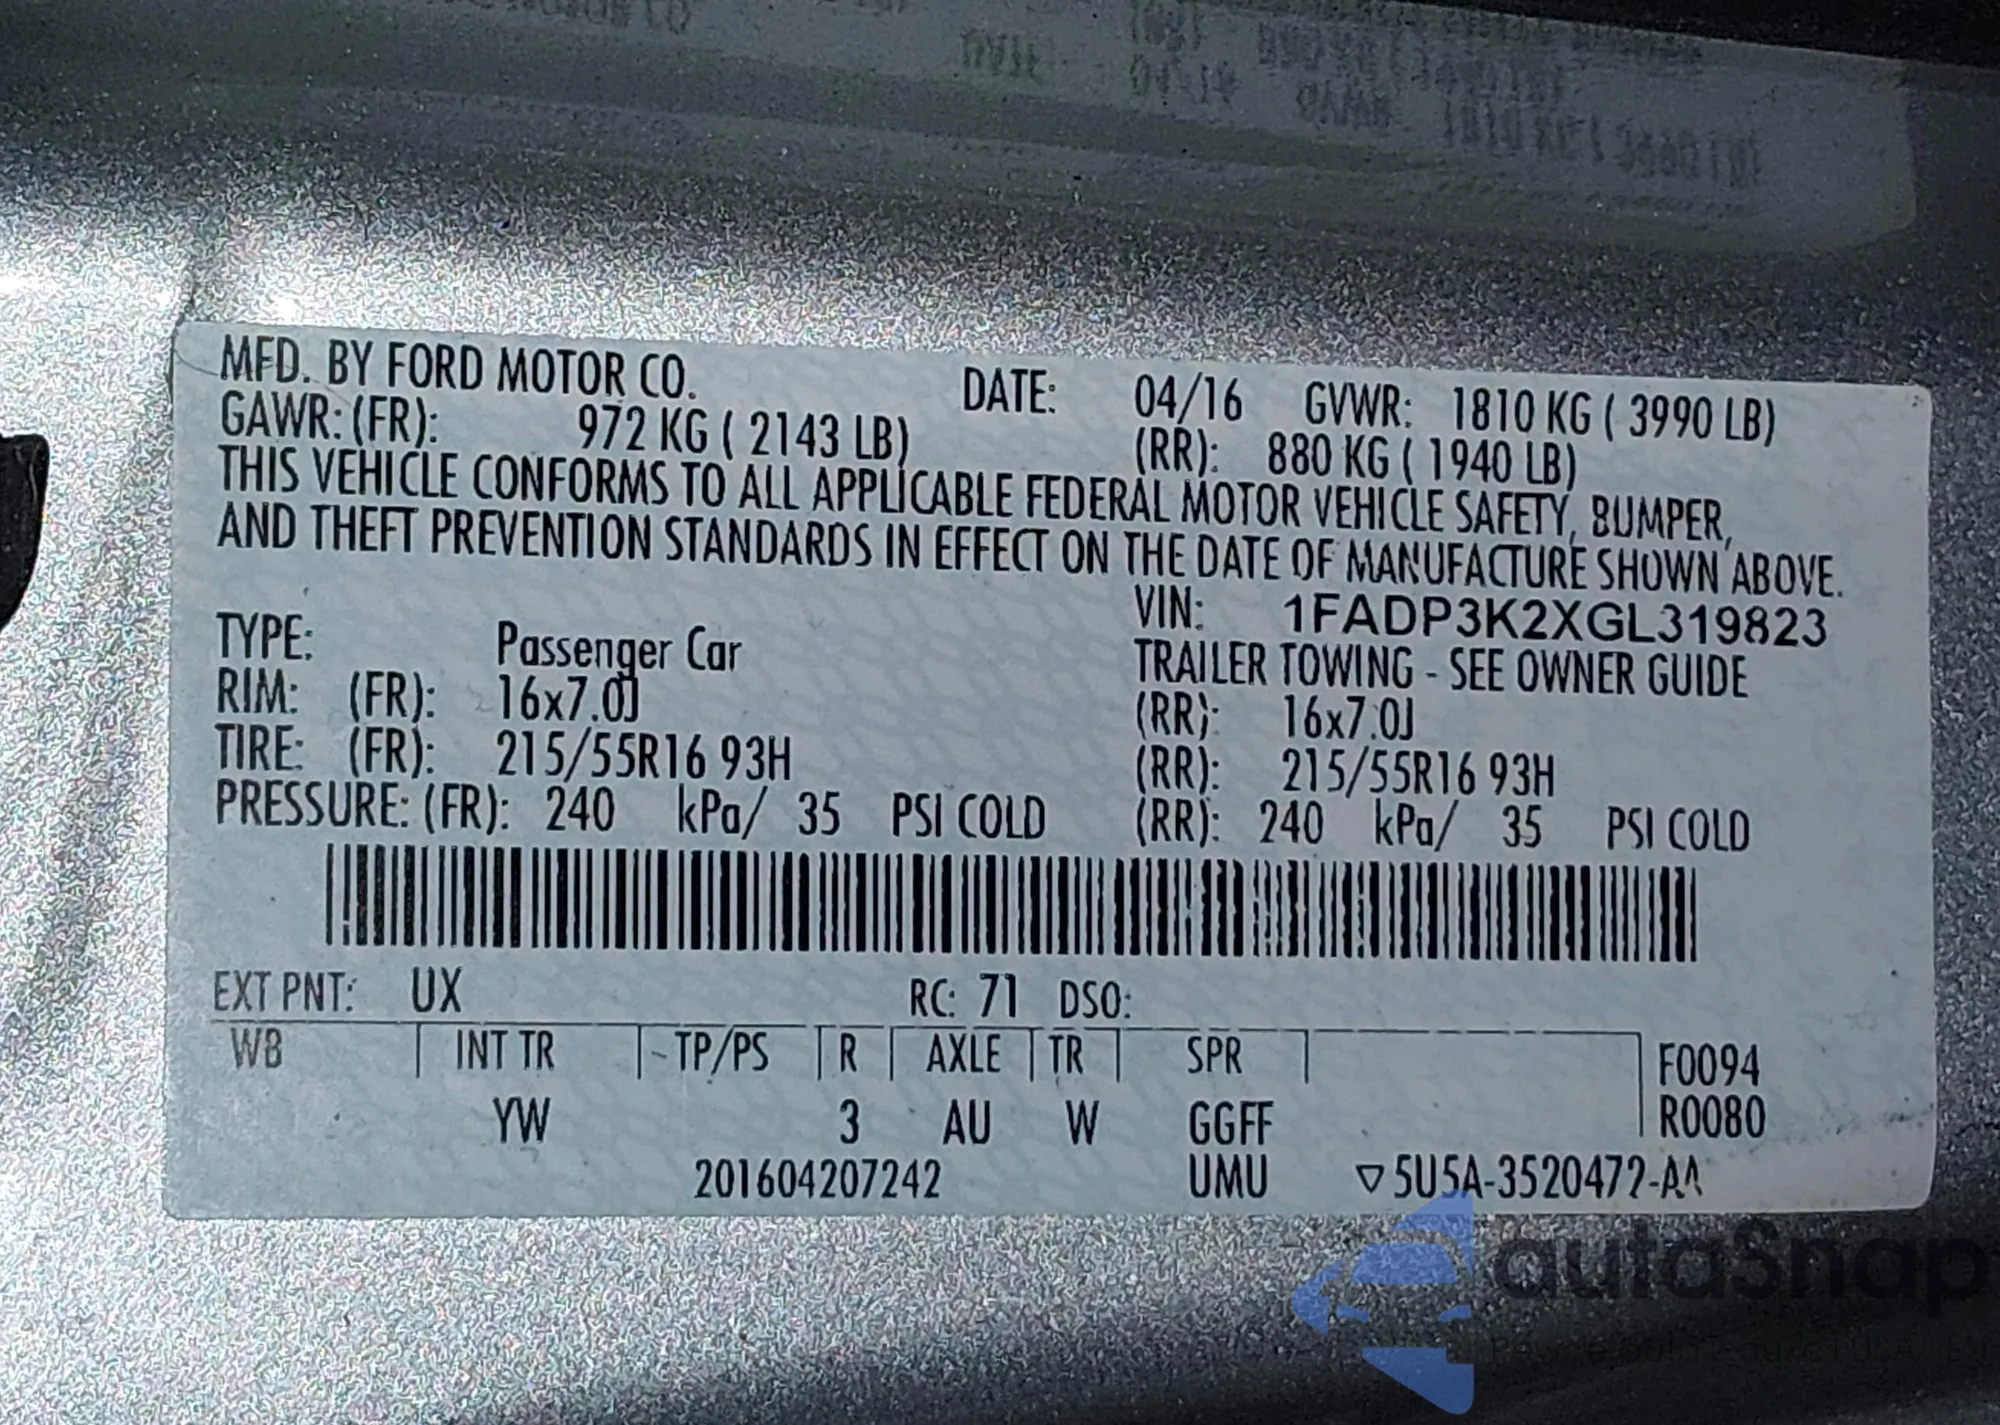 MFD. BY FORD MOTOR CO. DATE: 04/16 GVWR: 1810 KG ( 3990 LB)
GAWR: (FR): 972 KG ( 2143 LB) (RR): 880 KG ( 1940 LB)
THIS VEHICLE CONFORMS TO ALL APPLICABLE FEDERAL MOTOR VEHICLE SAFETY, BUMPER,
AND THEFT PREVENTION STANDARDS IN EFFECT ON THE DATE OF MANUFACTURE SHOWN ABOVE.
VIN: 1FADP3K2XGL319823
TYPE: Passenger Car TRAILER TOWING - SEE OWNER GUIDE
RIM: (FR): 16x7.0J (RR): 16x7.0J
TIRE: (FR): 215/55R16 93H (RR): 215/55R16 93H
PRESSURE: (FR): 240 kPa/ 35 PSI COLD (RR): 240 kPa/ 35 PSI COLD
EXT PNT: UX RC: 71 DSO:
WB INT TR TP/PS R AXLE TR SPR F0094
YW 3 AU W GGFF R0080
201604207242 UMU ▽5U5A-3520472-AA
autaSnap